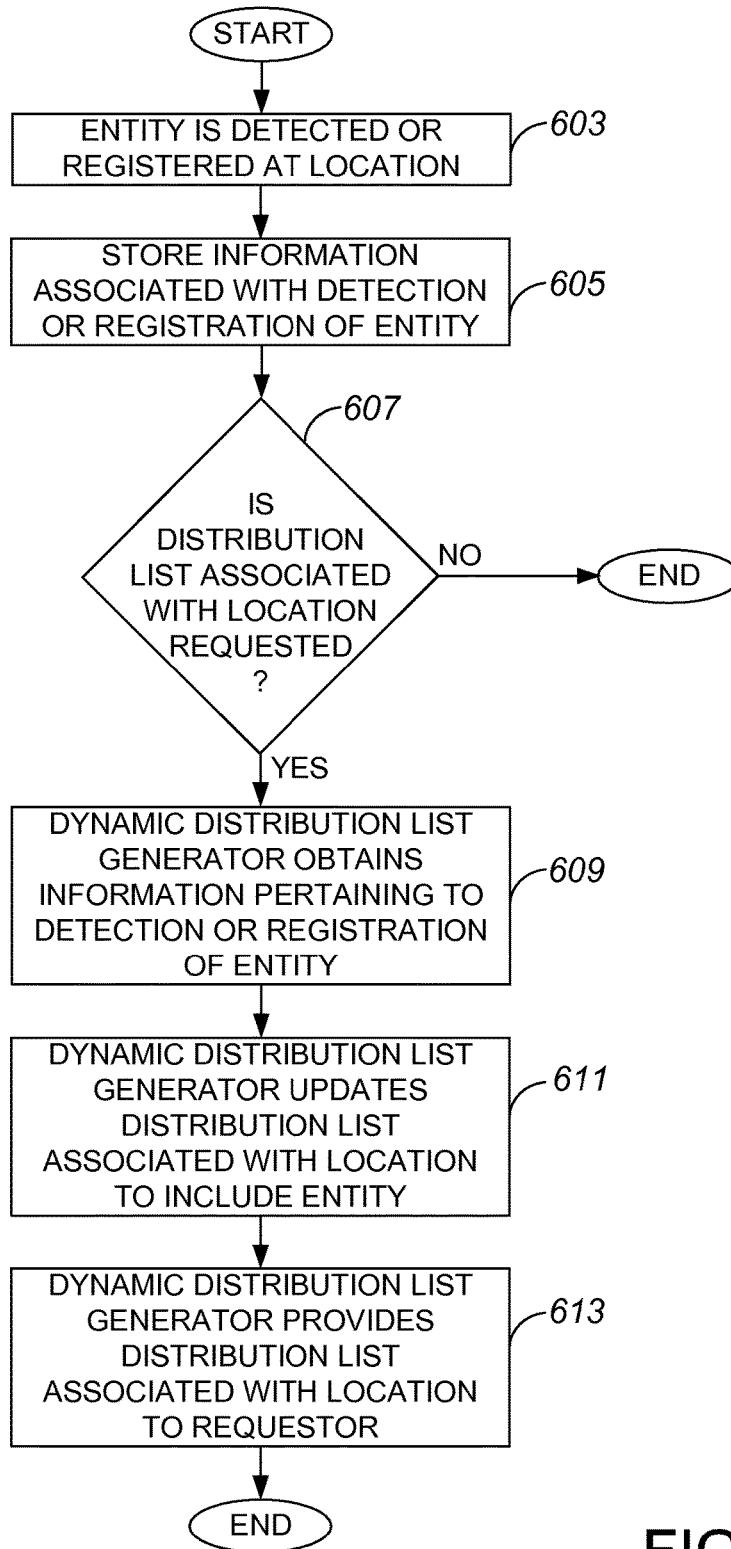 START
ENTITY IS DETECTED OR
REGISTERED AT LOCATION
603
STORE INFORMATION
ASSOCIATED WITH DETECTION
OR REGISTRATION OF ENTITY
605
607
IS
DISTRIBUTION
LIST ASSOCIATED
WITH LOCATION
REQUESTED
?
NO
END
YES
DYNAMIC DISTRIBUTION LIST
GENERATOR OBTAINS
INFORMATION PERTAINING TO
DETECTION OR REGISTRATION
OF ENTITY
609
DYNAMIC DISTRIBUTION LIST
GENERATOR UPDATES
DISTRIBUTION LIST
ASSOCIATED WITH LOCATION
TO INCLUDE ENTITY
611
DYNAMIC DISTRIBUTION LIST
GENERATOR PROVIDES
DISTRIBUTION LIST
ASSOCIATED WITH LOCATION
TO REQUESTOR
613
END